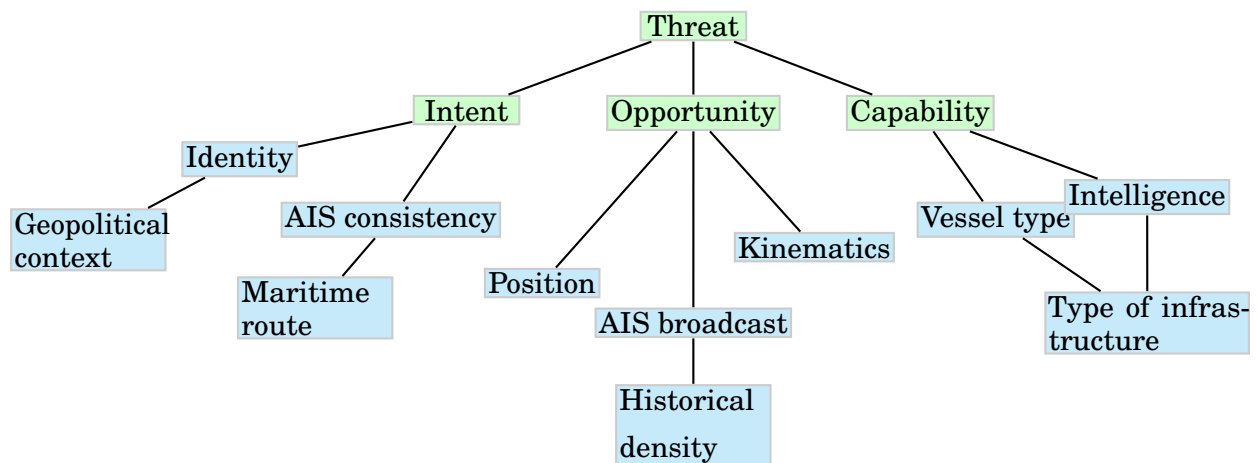 Threat
Intent
Opportunity
Capability
Identity
Geopolitical
context
AIS consistency
Maritime
route
Position
Kinematics
AIS broadcast
Historical
density
Vessel type
Intelligence
Type of infras-
tructure